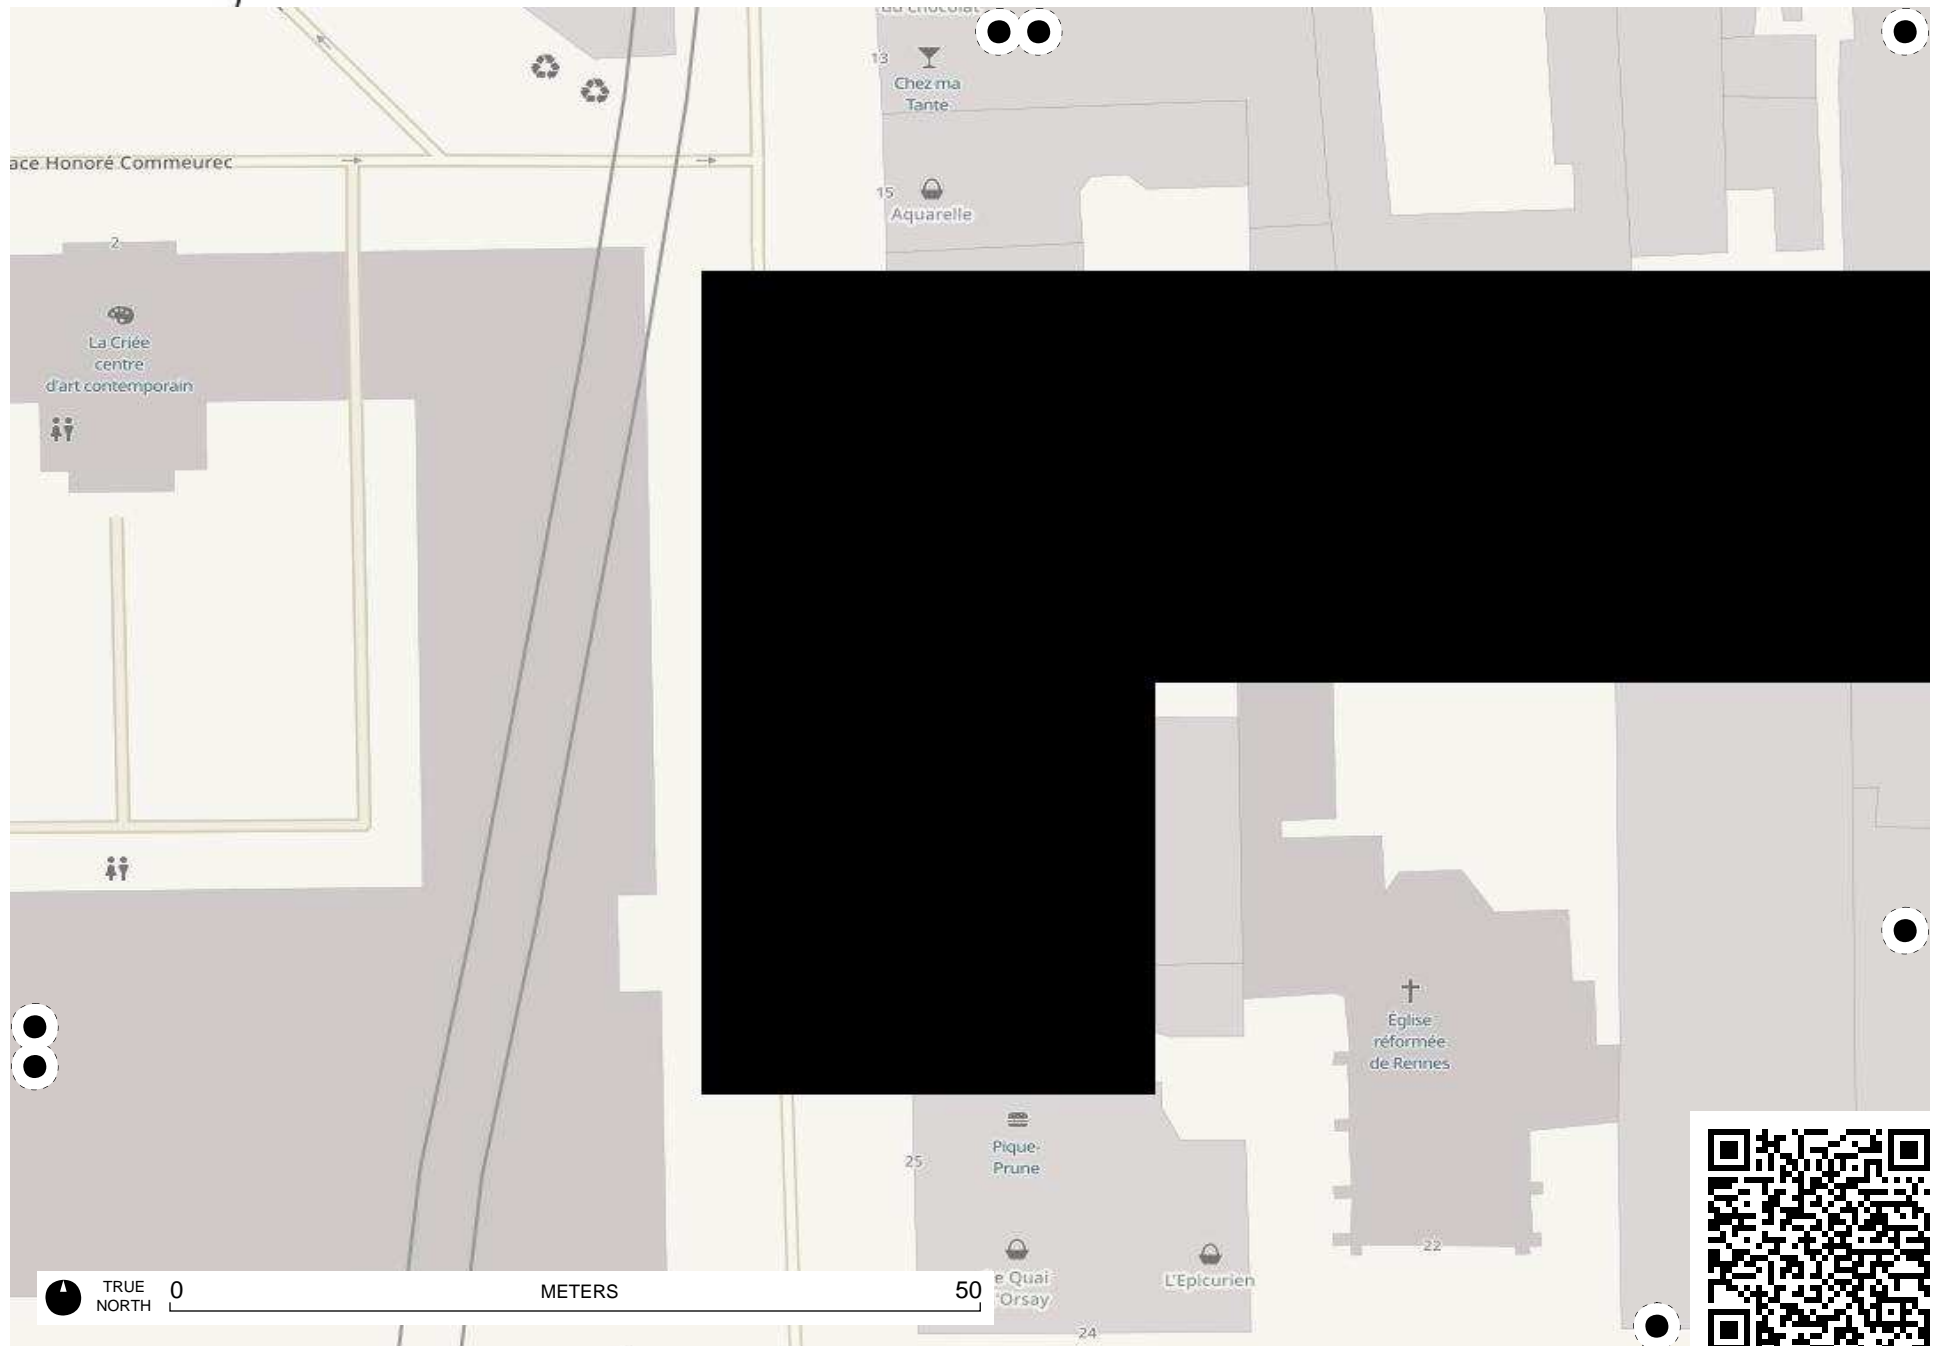 13
Chez ma
Tante
ace Honoré Commeurec
15
Aquarelle
2
La Criée
centre
d'art contemporain
Église
réformée
de Rennes
Pique-
Prune
25
22
L'Epicurien
e Quai
'Orsay
24
TRUE
NORTH
0
METERS
50